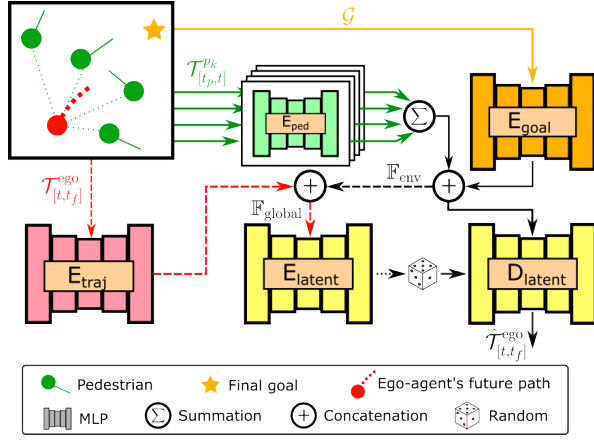 𝒢
𝒯^{p_k}_{[t_p,t]}
E_ped
Σ
E_goal
𝒯^{ego}_{[t,t_f]}
𝔽_env
+
+
𝔽_global
E_traj
E_latent
D_latent
𝒯̂^{ego}_{[t,t_f]}
Pedestrian
Final goal
Ego-agent's future path
MLP
Σ
Summation
+
Concatenation
Random